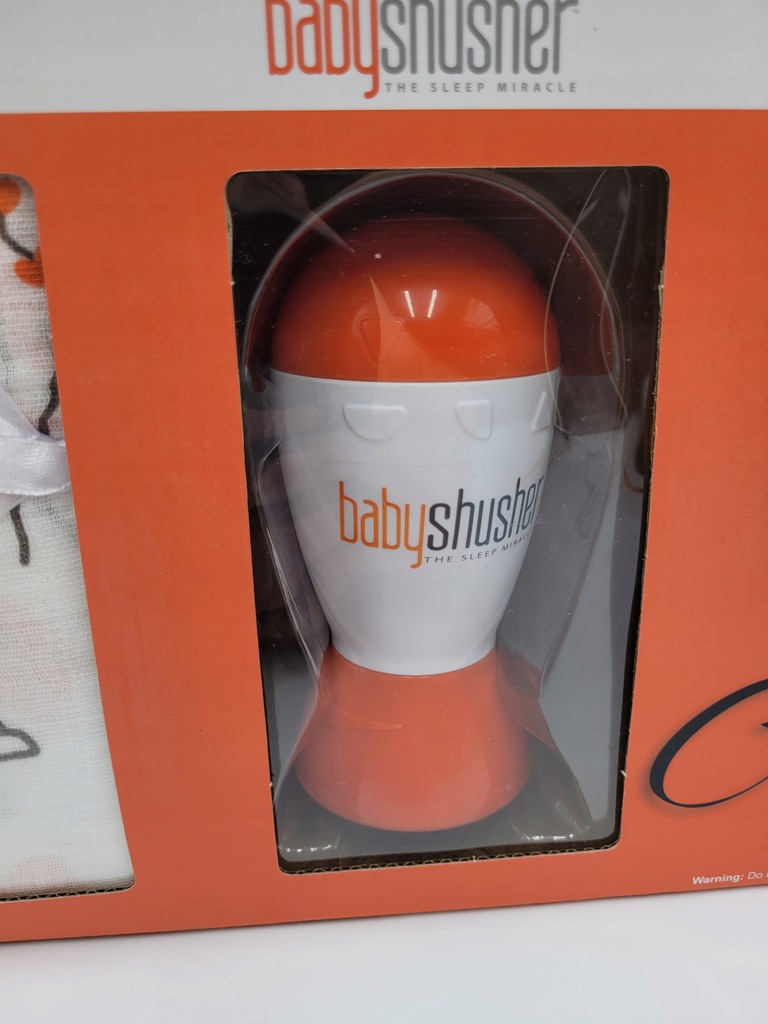 babyshusher
THE SLEEP MIRACLE
babyshusher
THE SLEEP MIRACLE
Warning: Do